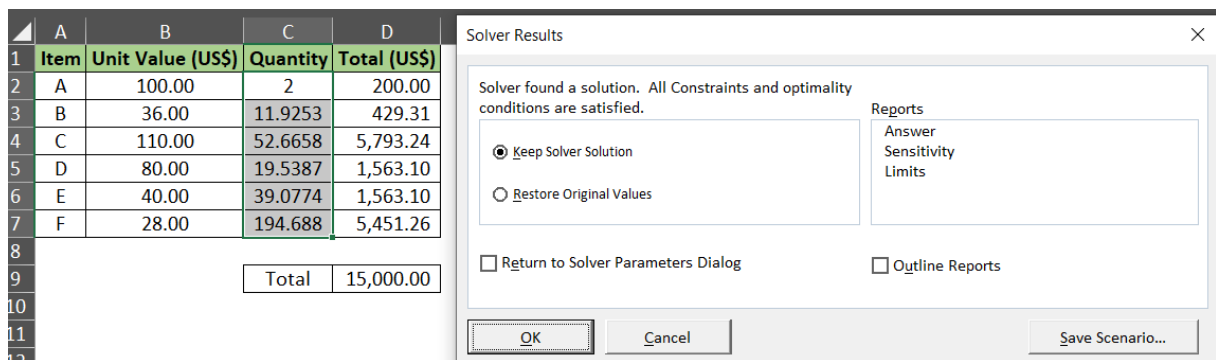 A B C D
1 Item Unit Value (US$) Quantity Total (US$)
2 A 100.00 2 200.00
3 B 36.00 11.9253 429.31
4 C 110.00 52.6658 5,793.24
5 D 80.00 19.5387 1,563.10
6 E 40.00 39.0774 1,563.10
7 F 28.00 194.688 5,451.26
8
9 Total 15,000.00
10
11
12
Solver Results
Solver found a solution. All Constraints and optimality
conditions are satisfied.
Keep Solver Solution
Restore Original Values
Reports
Answer
Sensitivity
Limits
Return to Solver Parameters Dialog
Outline Reports
OK
Cancel
Save Scenario...